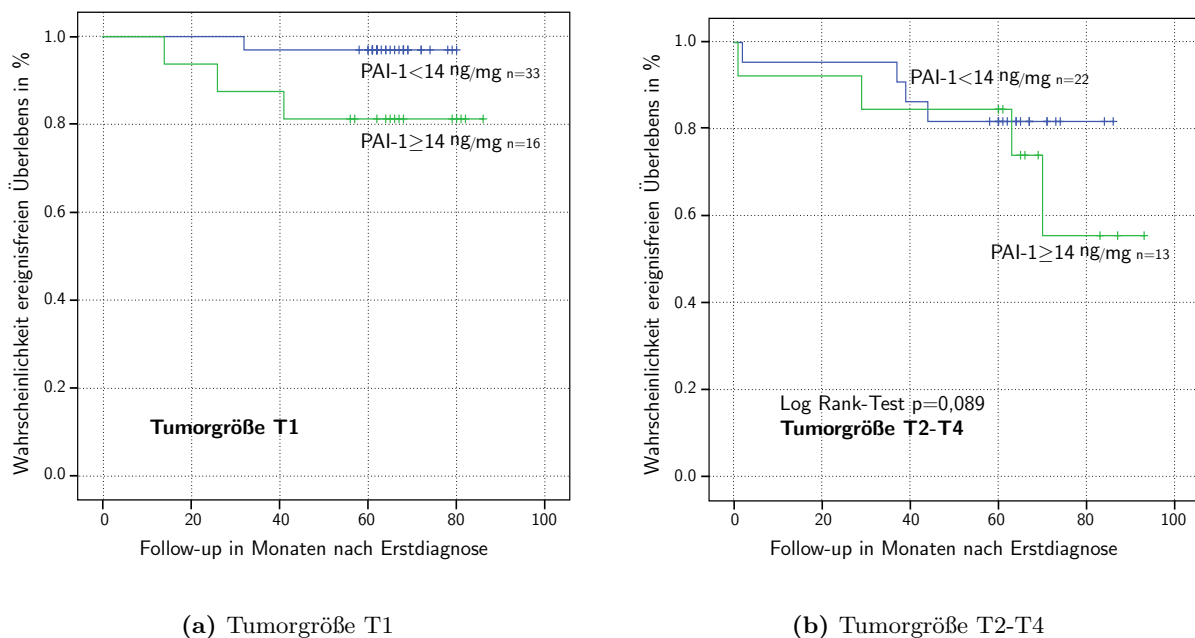 Wahrscheinlichkeit ereignisfreien Überlebens in %
1.0
0.8
0.6
0.4
0.2
0.0
PAI-1<14 ng/mg n=33
PAI-1≥14 ng/mg n=16
Tumorgröße T1
0 20 40 60 80 100
Follow-up in Monaten nach Erstdiagnose
(a) Tumorgröße T1
Wahrscheinlichkeit ereignisfreien Überlebens in %
1.0
0.8
0.6
0.4
0.2
0.0
PAI-1<14 ng/mg n=22
PAI-1≥14 ng/mg n=13
Log Rank-Test p=0,089
Tumorgröße T2-T4
0 20 40 60 80 100
Follow-up in Monaten nach Erstdiagnose
(b) Tumorgröße T2-T4